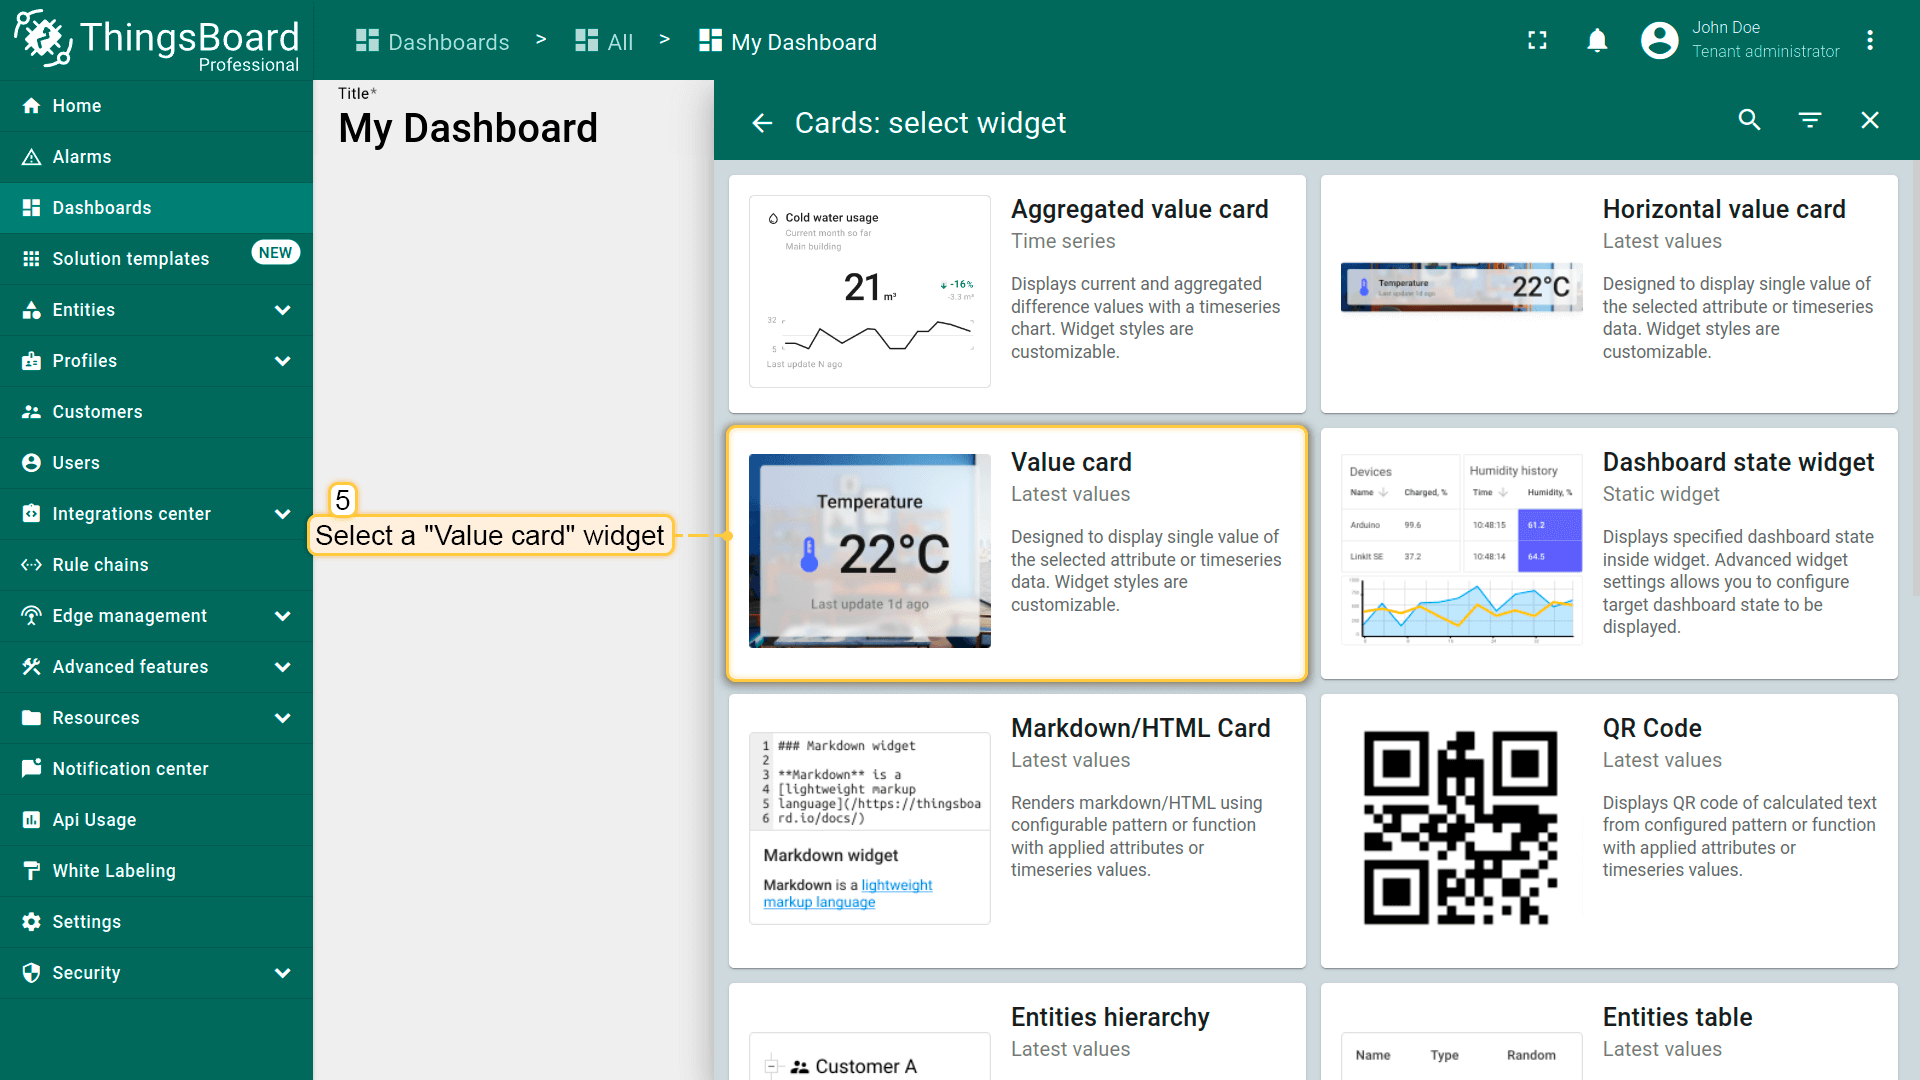 ThingsBoard
Professional
Dashboards > All > My Dashboard
John Doe
Tenant administrator
Home
Alarms
Dashboards
Solution templates NEW
Entities
Profiles
Customers
Users
Integrations center
Rule chains
Edge management
Advanced features
Resources
Notification center
Api Usage
White Labeling
Settings
Security
Title*
My Dashboard
5
Select a "Value card" widget
Cards: select widget
Cold water usage
Current month so far
Main building
21 m³
-16%
-3.3 m³
32
5
Last update N ago
Aggregated value card
Time series
Displays current and aggregated
difference values with a timeseries
chart. Widget styles are
customizable.
Temperature
Last update 1d ago
22°C
Horizontal value card
Latest values
Designed to display single value of
the selected attribute or timeseries
data. Widget styles are
customizable.
Temperature
22°C
Last update 1d ago
Value card
Latest values
Designed to display single value of
the selected attribute or timeseries
data. Widget styles are
customizable.
Devices
Name Charged, %
Arduino 99.6
LinkIt SE 37.2
Humidity history
Time Humidity, %
10:48:15 61.2
10:48:14 64.5
Dashboard state widget
Static widget
Displays specified dashboard state
inside widget. Advanced widget
settings allows you to configure
target dashboard state to be
displayed.
1 ### Markdown widget
2
3 **Markdown** is a
4 [lightweight markup
5 language](/https://thingsboa
6 rd.io/docs/)
Markdown widget
Markdown is a lightweight
markup language
Markdown/HTML Card
Latest values
Renders markdown/HTML using
configurable pattern or function
with applied attributes or
timeseries values.
QR Code
Latest values
Displays QR code of calculated text
from configured pattern or function
with applied attributes or
timeseries values.
Customer A
Entities hierarchy
Latest values
Name Type Random
Entities table
Latest values